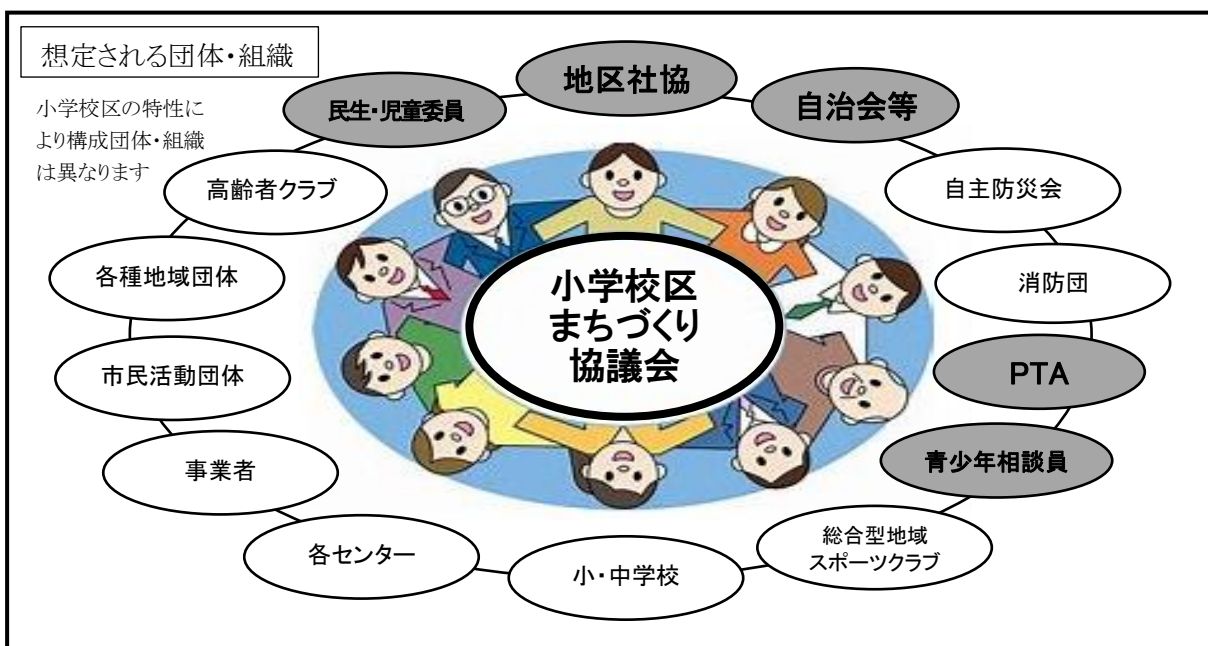 想定される団体・組織
小学校区の特性に
より構成団体・組織
は異なります
地区社協
民生・児童委員
自治会等
高齢者クラブ
自主防災会
各種地域団体
消防団
小学校区
まちづくり
協議会
市民活動団体
PTA
事業者
青少年相談員
各センター
小・中学校
総合型地域
スポーツクラブ